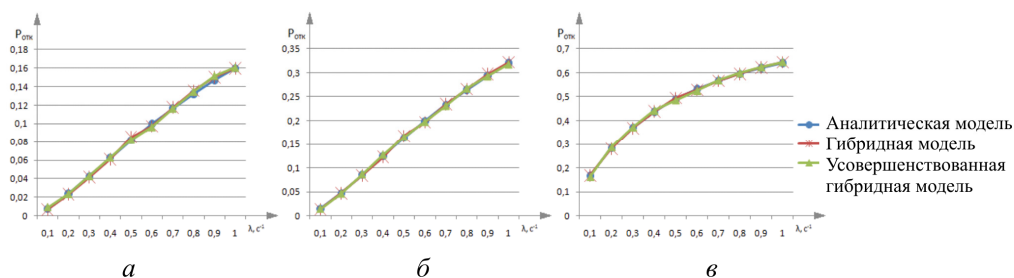 Pотк
0,18
0,16
0,14
0,12
0,1
0,08
0,06
0,04
0,02
0
0,1 0,2 0,3 0,4 0,5 0,6 0,7 0,8 0,9 1
λ, c⁻¹
а
Pотк
0,35
0,3
0,25
0,2
0,15
0,1
0,05
0
0,1 0,2 0,3 0,4 0,5 0,6 0,7 0,8 0,9 1
λ, c⁻¹
б
Pотк
0,7
0,6
0,5
0,4
0,3
0,2
0,1
0
0,1 0,2 0,3 0,4 0,5 0,6 0,7 0,8 0,9 1
λ, c⁻¹
в
Аналитическая модель
Гибридная модель
Усовершенствованная
гибридная модель